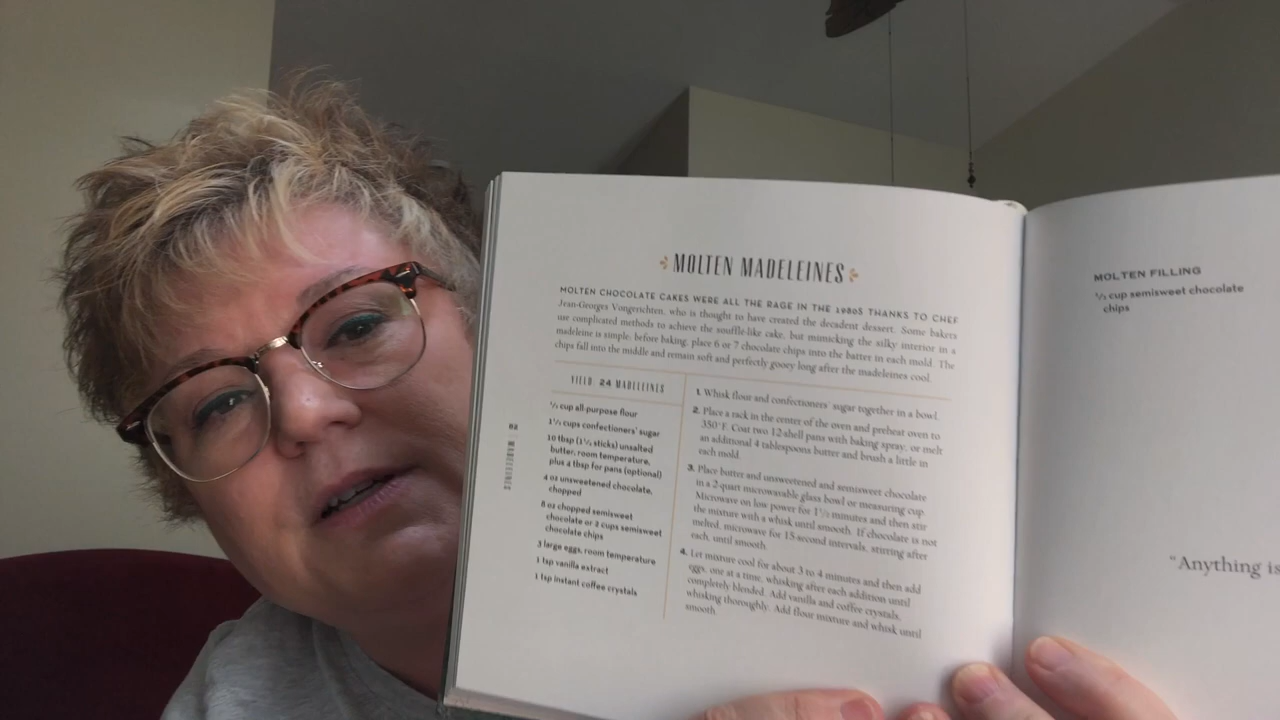 MOLTEN MADELEINES
MOLTEN CHOCOLATE CAKES WERE ALL THE RAGE IN THE 1980S THANKS TO CHEF
Jean-Georges Vongerichten, who is thought to have created the decadent dessert. Some bakers
use complicated methods to achieve the soufflé-like cake, but mimicking the silky interior in a
madeleine is simple: before baking, place 6 or 7 chocolate chips into the batter in each mold. The
chips fall into the middle and remain soft and perfectly gooey long after the madeleines cool.
YIELD 24 MADELEINES
cup all-purpose flour
cups confectioners' sugar
10 tbsp (1 sticks) unsalted
butter, room temperature,
plus 4 tbsp for pans (optional)
4 oz unsweetened chocolate,
chopped
8 oz chopped semisweet
chocolate or 2 cups semisweet
chocolate chips
3 large eggs, room temperature
1 tsp vanilla extract
1 tsp instant coffee crystals
1. Whisk flour and confectioners' sugar together in a bowl.
2. Place a rack in the center of the oven and preheat oven to
350°F. Coat two 12-shell pans with baking spray, or melt
an additional 4 tablespoons butter and brush a little in
each mold.
3. Place butter and unsweetened and semisweet chocolate
in a 2-quart microwavable glass bowl or measuring cup.
Microwave on low power for 1½ minutes and then stir
the mixture with a whisk until smooth. If chocolate is not
melted, microwave for 15-second intervals, stirring after
each, until smooth.
4. Let mixture cool for about 3 to 4 minutes and then add
eggs, one at a time, whisking after each addition until
completely blended. Add vanilla and coffee crystals,
whisking thoroughly. Add flour mixture and whisk until
smooth.
MADELEINES
MOLTEN FILLING
cup semisweet chocolate
chips
"Anything is